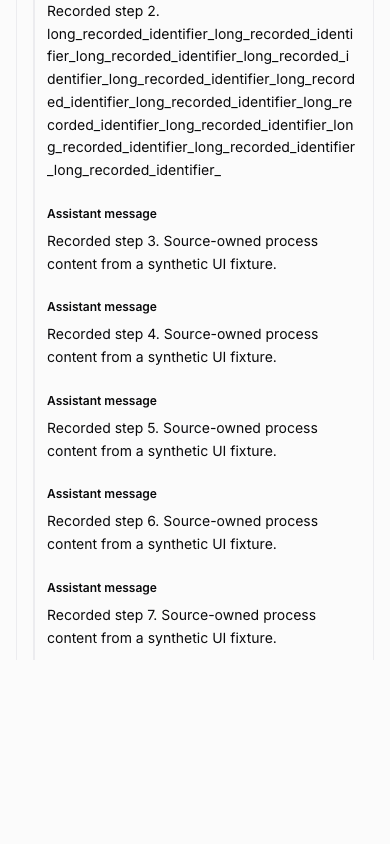 Recorded step 2.
long_recorded_identifier_long_recorded_identi
fier_long_recorded_identifier_long_recorded_i
dentifier_long_recorded_identifier_long_record
ed_identifier_long_recorded_identifier_long_re
corded_identifier_long_recorded_identifier_lon
g_recorded_identifier_long_recorded_identifier
_long_recorded_identifier_
Assistant message
Recorded step 3. Source-owned process
content from a synthetic UI fixture.
Assistant message
Recorded step 4. Source-owned process
content from a synthetic UI fixture.
Assistant message
Recorded step 5. Source-owned process
content from a synthetic UI fixture.
Assistant message
Recorded step 6. Source-owned process
content from a synthetic UI fixture.
Assistant message
Recorded step 7. Source-owned process
content from a synthetic UI fixture.